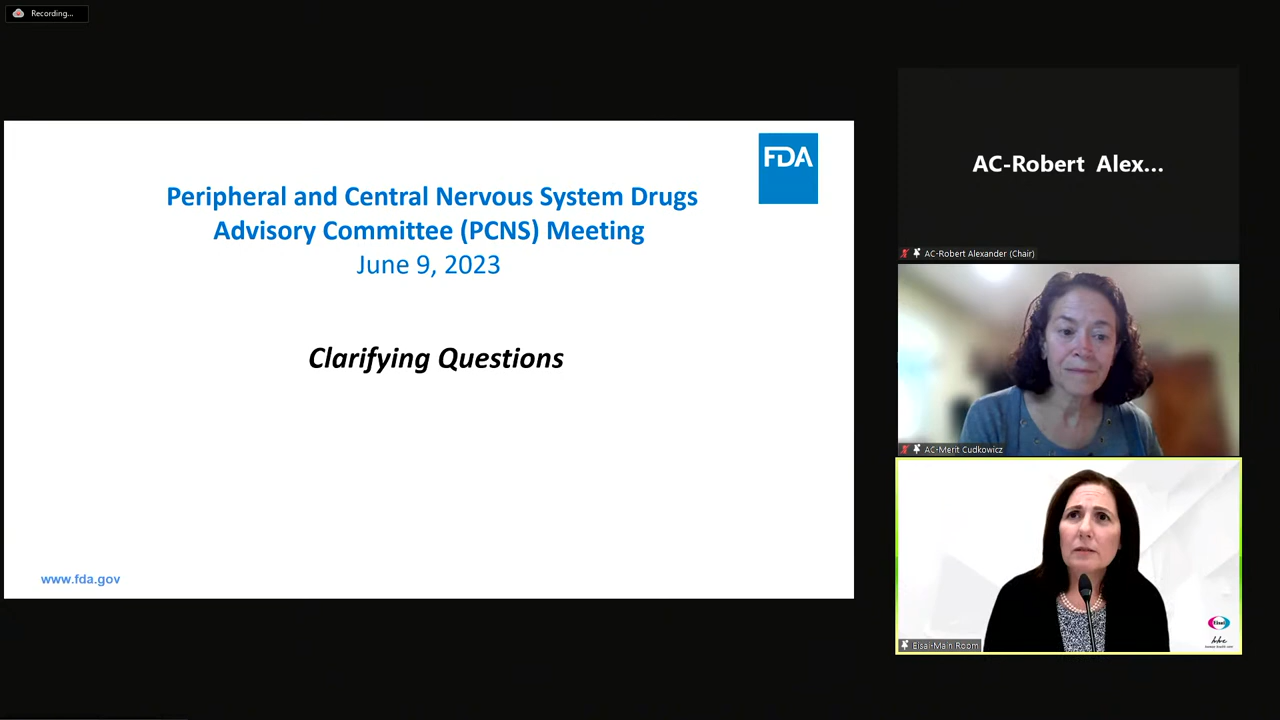 Recording...
FDA
Peripheral and Central Nervous System Drugs
Advisory Committee (PCNS) Meeting
June 9, 2023
Clarifying Questions
www.fda.gov
AC-Robert Alex...
AC-Robert Alexander (Chair)
AC-Merit Cudkowicz
Eisai
hhc
Eisai-Main Room